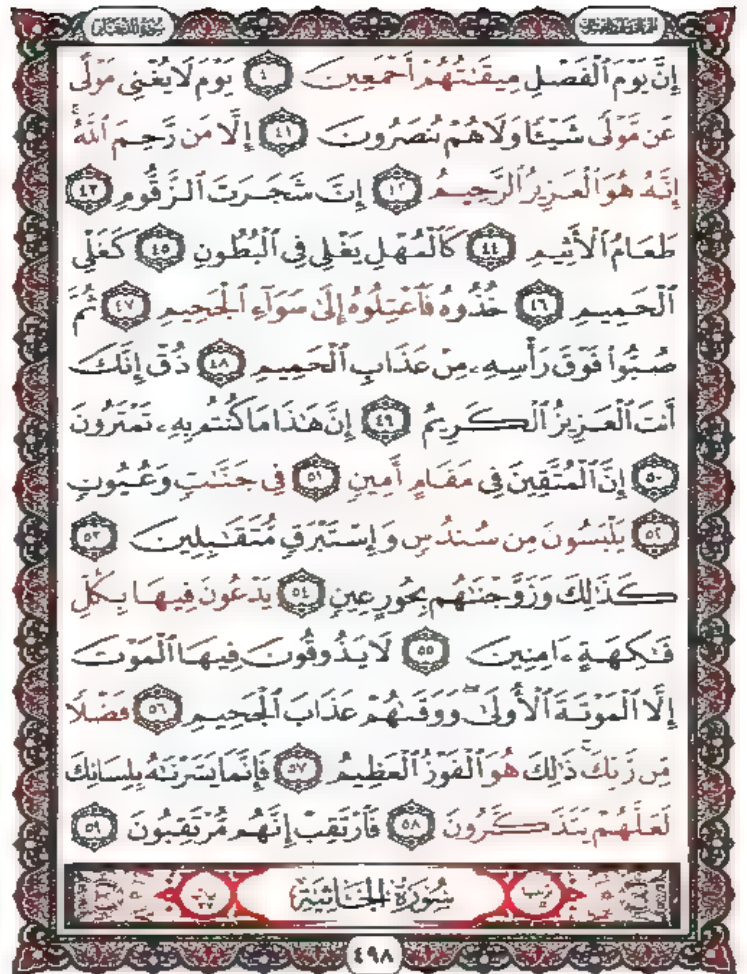 سُورَةُ الدُّخَانِ
إِنَّ يَوْمَ ٱلْفَصْلِ مِيقَٰتُهُمْ أَجْمَعِينَ ٤٠ يَوْمَ لَا يُغْنِى مَوْلًى
عَن مَّوْلًى شَيْـًٔا وَلَا هُمْ يُنصَرُونَ ٤١ إِلَّا مَن رَّحِمَ ٱللَّهُ ۚ
إِنَّهُۥ هُوَ ٱلْعَزِيزُ ٱلرَّحِيمُ ٤٢ إِنَّ شَجَرَتَ ٱلزَّقُّومِ ٤٣
طَعَامُ ٱلْأَثِيمِ ٤٤ كَٱلْمُهْلِ يَغْلِى فِى ٱلْبُطُونِ ٤٥ كَغَلْىِ
ٱلْحَمِيمِ ٤٦ خُذُوهُ فَٱعْتِلُوهُ إِلَىٰ سَوَآءِ ٱلْجَحِيمِ ٤٧ ثُمَّ
صُبُّوا۟ فَوْقَ رَأْسِهِۦ مِنْ عَذَابِ ٱلْحَمِيمِ ٤٨ ذُقْ إِنَّكَ
أَنتَ ٱلْعَزِيزُ ٱلْكَرِيمُ ٤٩ إِنَّ هَٰذَا مَا كُنتُم بِهِۦ تَمْتَرُونَ
٥٠ إِنَّ ٱلْمُتَّقِينَ فِى مَقَامٍ أَمِينٍ ٥١ فِى جَنَّٰتٍ وَعُيُونٍ
٥٢ يَلْبَسُونَ مِن سُندُسٍ وَإِسْتَبْرَقٍ مُّتَقَٰبِلِينَ ٥٣
كَذَٰلِكَ وَزَوَّجْنَٰهُم بِحُورٍ عِينٍ ٥٤ يَدْعُونَ فِيهَا بِكُلِّ
فَٰكِهَةٍ ءَامِنِينَ ٥٥ لَا يَذُوقُونَ فِيهَا ٱلْمَوْتَ
إِلَّا ٱلْمَوْتَةَ ٱلْأُولَىٰ ۖ وَوَقَىٰهُمْ عَذَابَ ٱلْجَحِيمِ ٥٦ فَضْلًا
مِّن رَّبِّكَ ۚ ذَٰلِكَ هُوَ ٱلْفَوْزُ ٱلْعَظِيمُ ٥٧ فَإِنَّمَا يَسَّرْنَٰهُ بِلِسَانِكَ
لَعَلَّهُمْ يَتَذَكَّرُونَ ٥٨ فَٱرْتَقِبْ إِنَّهُم مُّرْتَقِبُونَ ٥٩
سُورَةُ الْجَاثِيَةِ
٤٩٨